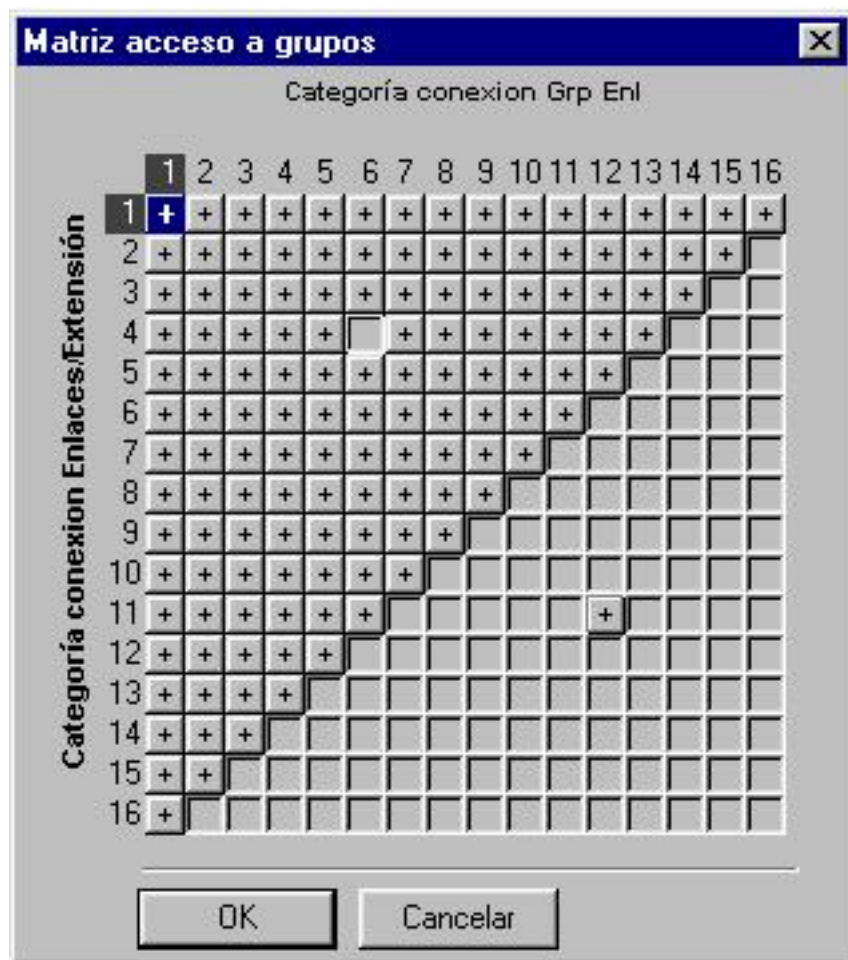 Matriz acceso a grupos
Categoría conexion Grp Enl
1 2 3 4 5 6 7 8 9 10 11 12 13 14 15 16
Categoría conexion Enlaces/Extensión
1 + + + + + + + + + + + + + + + +
2 + + + + + + + + + + + + + + +
3 + + + + + + + + + + + + + +
4 + + + + + + + + + + + +
5 + + + + + + + + + + + +
6 + + + + + + + + + + +
7 + + + + + + + + + +
8 + + + + + + + + +
9 + + + + + + + +
10 + + + + + + +
11 + + + + + + +
12 + + + + +
13 + + + +
14 + + +
15 + +
16 +
OK Cancelar